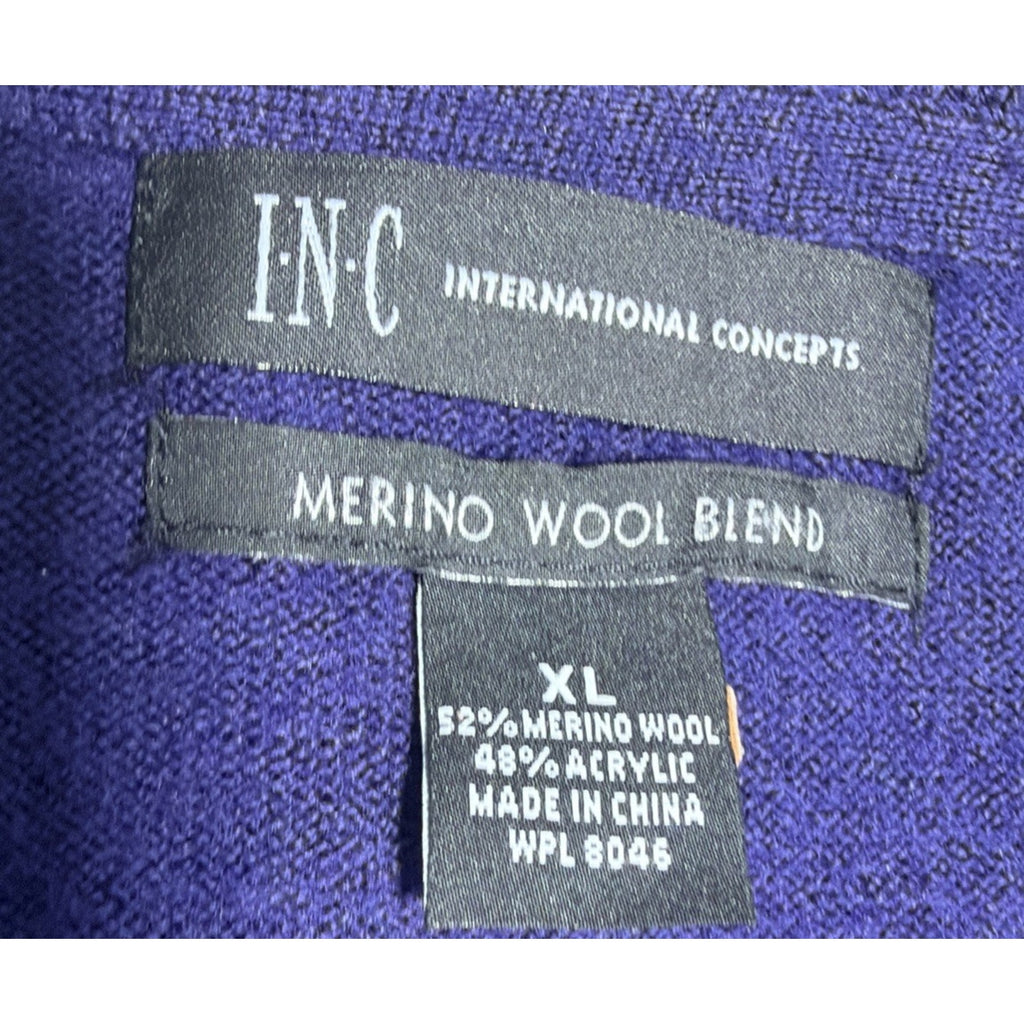 I·N·C INTERNATIONAL CONCEPTS
MERINO WOOL BLEND
XL
52% MERINO WOOL
48% ACRYLIC
MADE IN CHINA
WPL 8046